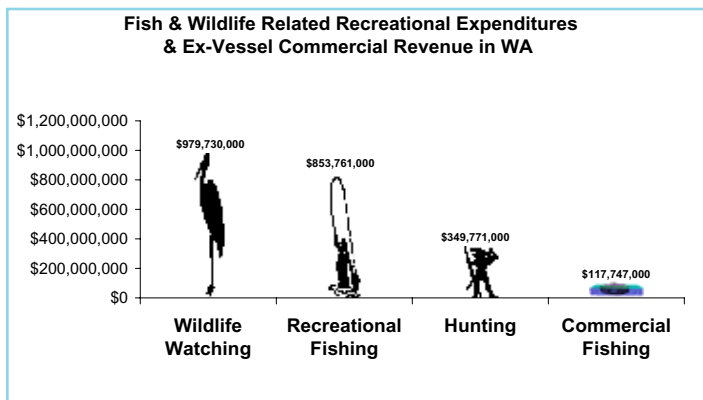 Fish & Wildlife Related Recreational Expenditures
& Ex-Vessel Commercial Revenue in WA
$1,200,000,000
$1,000,000,000
$800,000,000
$600,000,000
$400,000,000
$200,000,000
$0
$979,730,000
$853,761,000
$349,771,000
$117,747,000
Wildlife
Watching
Recreational
Fishing
Hunting
Commercial
Fishing